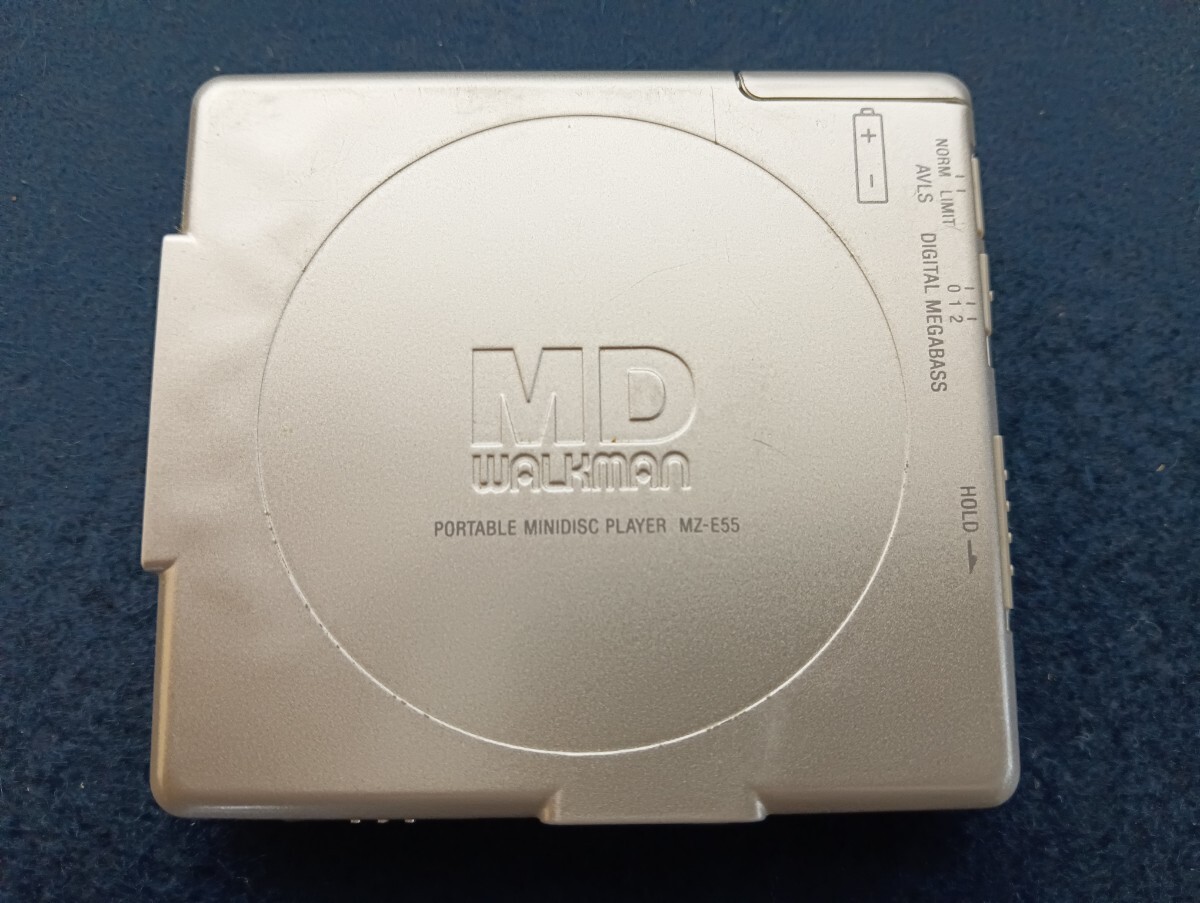 MD
WALKMAN
PORTABLE MINIDISC PLAYER MZ-E55
+ -
NORM LIMIT
AVLS
0 1 2
DIGITAL MEGABASS
HOLD